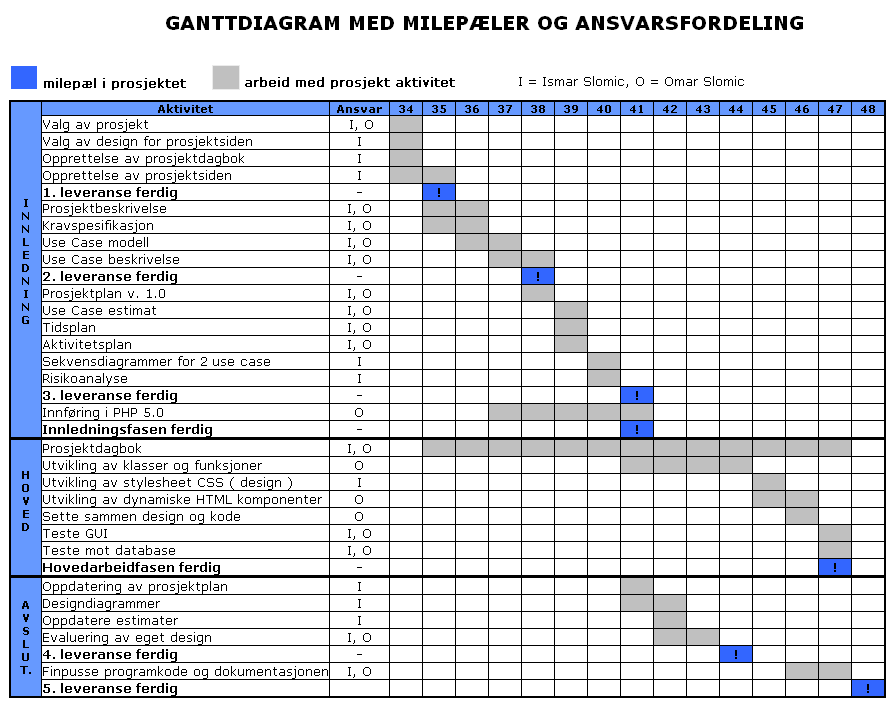 GANTTDIAGRAM MED MILEPÆLER OG ANSVARSFORDELING
milepæl i prosjektet arbeid med prosjekt aktivitet I = Ismar Slomic, O = Omar Slomic
Aktivitet Ansvar 34 35 36 37 38 39 40 41 42 43 44 45 46 47 48
INNLEDNING
Valg av prosjekt I, O
Valg av design for prosjektsiden I
Opprettelse av prosjektdagbok I
Opprettelse av prosjektsiden I
1. leveranse ferdig - !
Prosjektbeskrivelse I, O
Kravspesifikasjon I, O
Use Case modell I, O
Use Case beskrivelse I, O
2. leveranse ferdig - !
Prosjektplan v. 1.0 I, O
Use Case estimat I, O
Tidsplan I, O
Aktivitetsplan I, O
Sekvensdiagrammer for 2 use case I
Risikoanalyse I
3. leveranse ferdig - !
Innføring i PHP 5.0 O
Innledningsfasen ferdig - !
HOVED
Prosjektdagbok I, O
Utvikling av klasser og funksjoner O
Utvikling av stylesheet CSS ( design ) I
Utvikling av dynamiske HTML komponenter O
Sette sammen design og kode O
Teste GUI I, O
Teste mot database I, O
Hovedarbeidfasen ferdig - !
AVSLUT.
Oppdatering av prosjektplan I
Designdiagrammer I
Oppdatere estimater I
Evaluering av eget design I, O
4. leveranse ferdig - !
Finpusse programkode og dokumentasjonen I, O
5. leveranse ferdig !